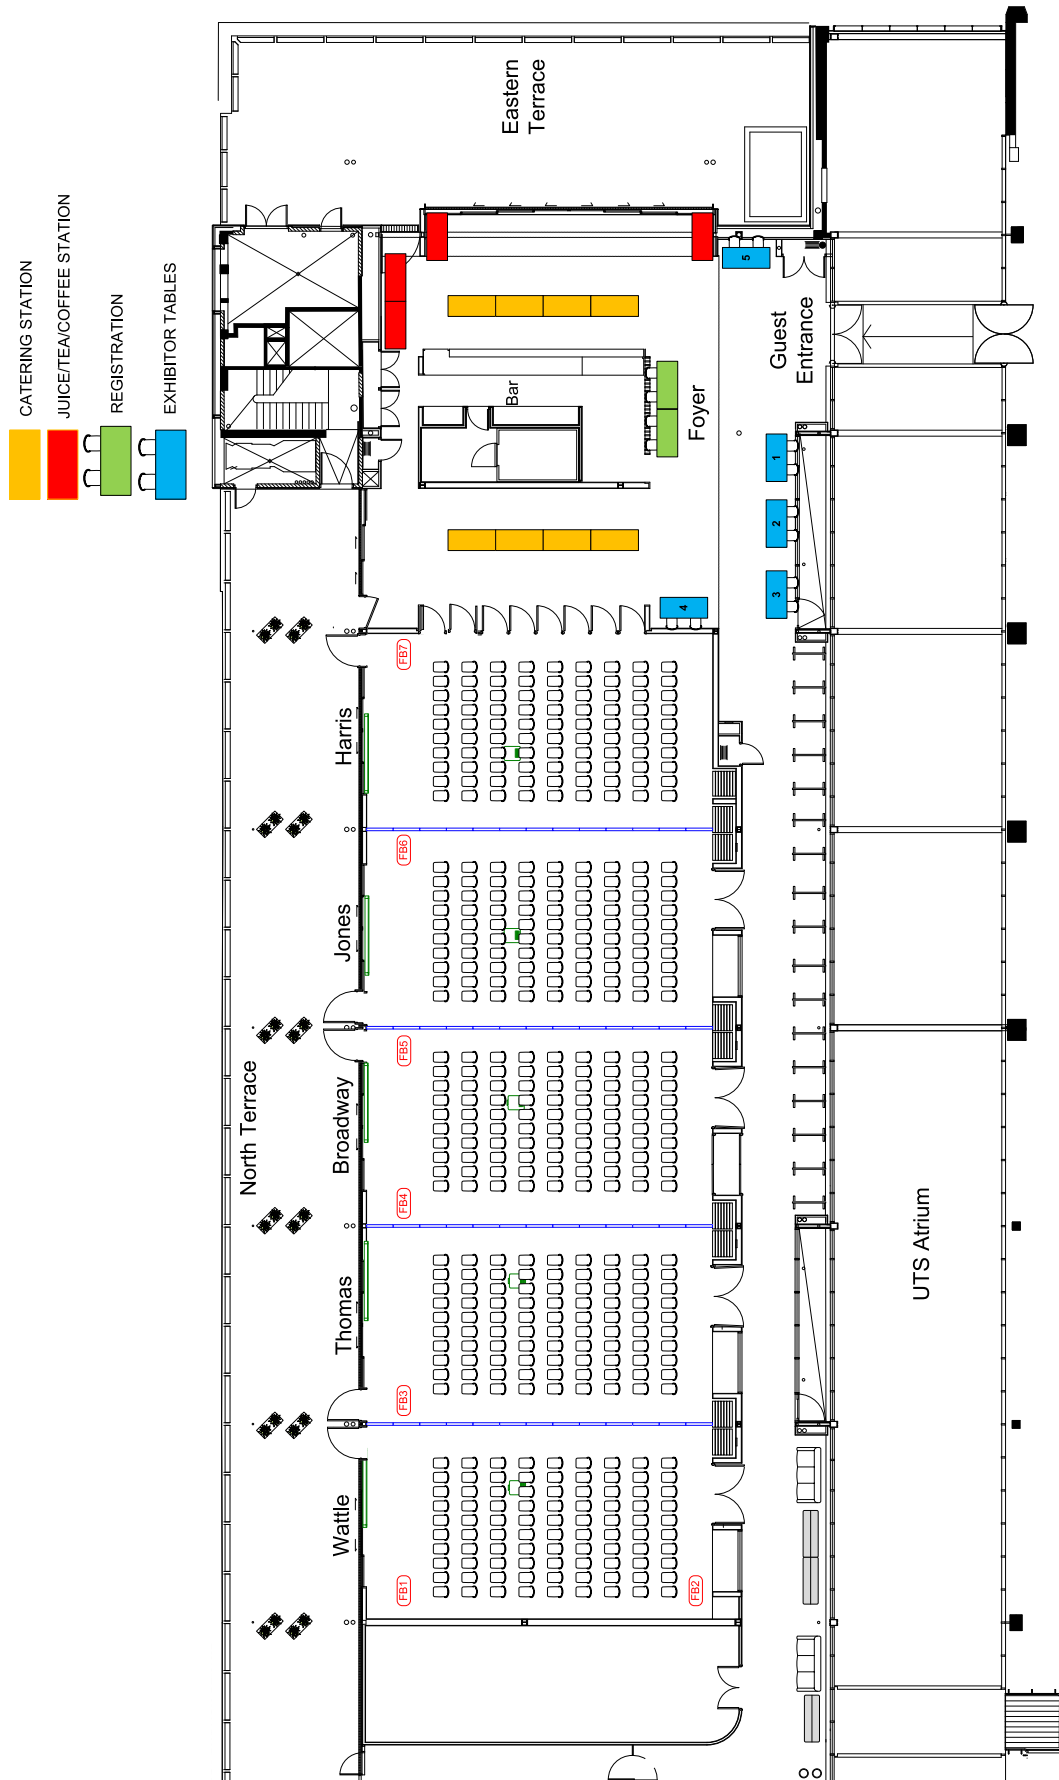 CATERING STATION
JUICE/TEA/COFFEE STATION
REGISTRATION
EXHIBITOR TABLES
Eastern
Terrace
5
Guest
Entrance
Bar
Foyer
1
2
3
4
FB7
Harris
FB6
Jones
FB5
North Terrace
Broadway
FB4
UTS Atrium
Thomas
FB3
Wattle
FB1
FB2